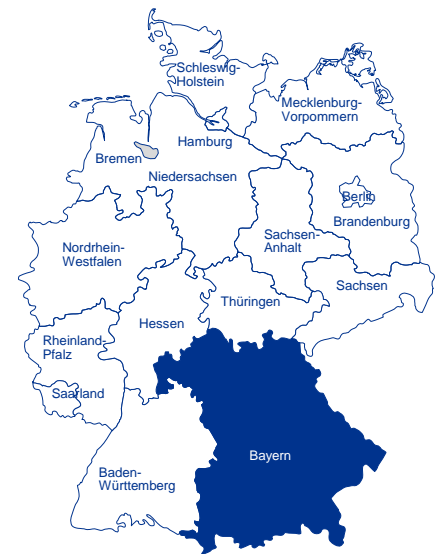 Schleswig-
Holstein
Mecklenburg-
Vorpommern
Hamburg
Bremen
Niedersachsen
Berlin
Brandenburg
Sachsen-
Anhalt
Nordrhein-
Westfalen
Sachsen
Thüringen
Hessen
Rheinland-
Pfalz
Saarland
Bayern
Baden-
Württemberg